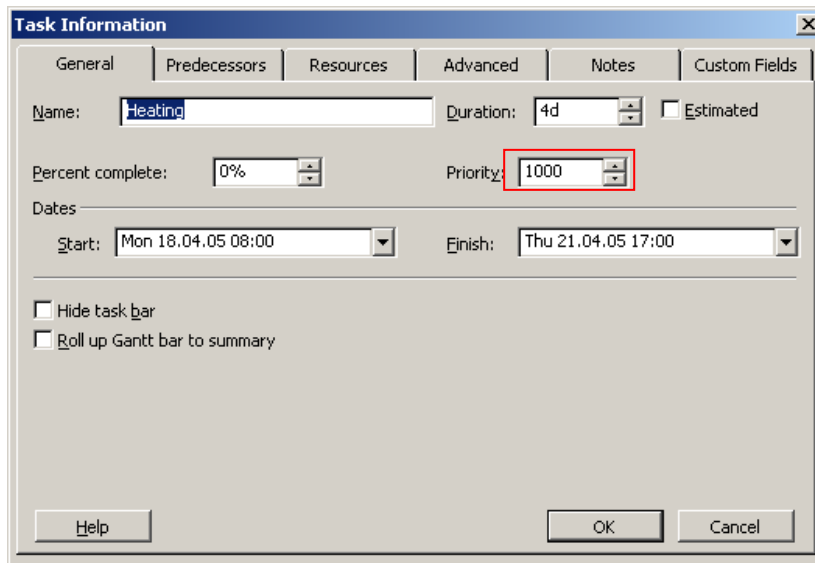 Task Information
General Predecessors Resources Advanced Notes Custom Fields
Name: Heating Duration: 4d Estimated
Percent complete: 0% Priority: 1000
Dates
Start: Mon 18.04.05 08:00 Finish: Thu 21.04.05 17:00
Hide task bar
Roll up Gantt bar to summary
Help OK Cancel